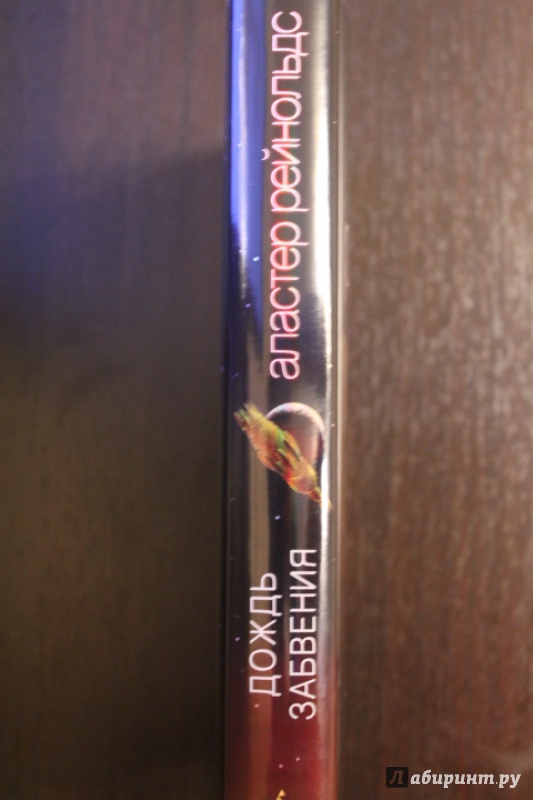 аластер рейнольдс
ДОЖДЬ
ЗАБВЕНИЯ
Лабиринт.ру